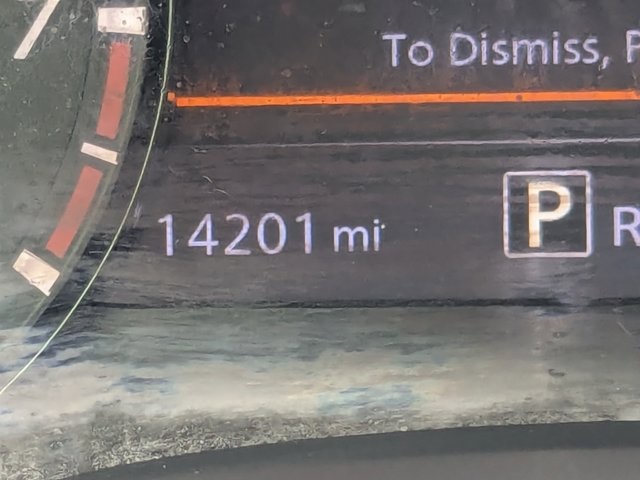 To Dismiss, P
14201 mi
P R